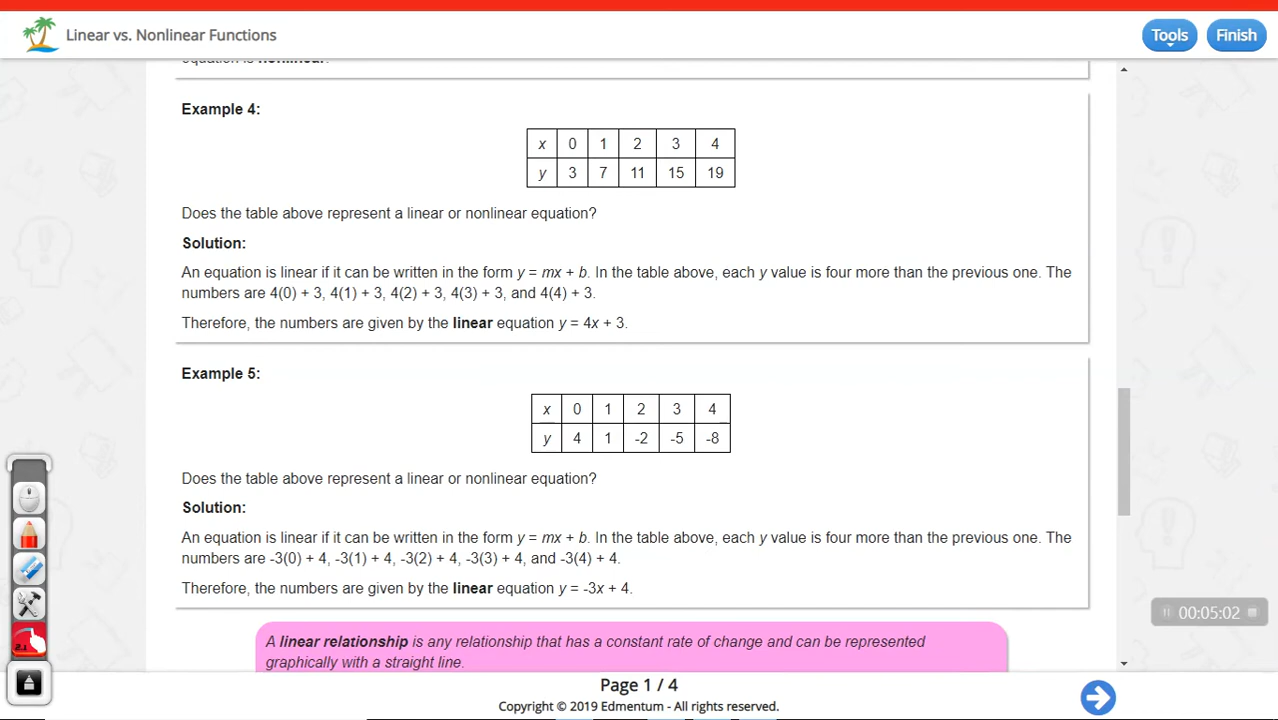 Linear vs. Nonlinear Functions
Tools
Finish
equation is nonlinear.
Example 4:
x 0 1 2 3 4
y 3 7 11 15 19
Does the table above represent a linear or nonlinear equation?
Solution:
An equation is linear if it can be written in the form y = mx + b. In the table above, each y value is four more than the previous one. The
numbers are 4(0) + 3, 4(1) + 3, 4(2) + 3, 4(3) + 3, and 4(4) + 3.
Therefore, the numbers are given by the linear equation y = 4x + 3.
Example 5:
x 0 1 2 3 4
y 4 1 -2 -5 -8
Does the table above represent a linear or nonlinear equation?
Solution:
An equation is linear if it can be written in the form y = mx + b. In the table above, each y value is four more than the previous one. The
numbers are -3(0) + 4, -3(1) + 4, -3(2) + 4, -3(3) + 4, and -3(4) + 4.
Therefore, the numbers are given by the linear equation y = -3x + 4.
2.1
00:05:02
A linear relationship is any relationship that has a constant rate of change and can be represented
graphically with a straight line.
Page 1 / 4
Copyright © 2019 Edmentum - All rights reserved.